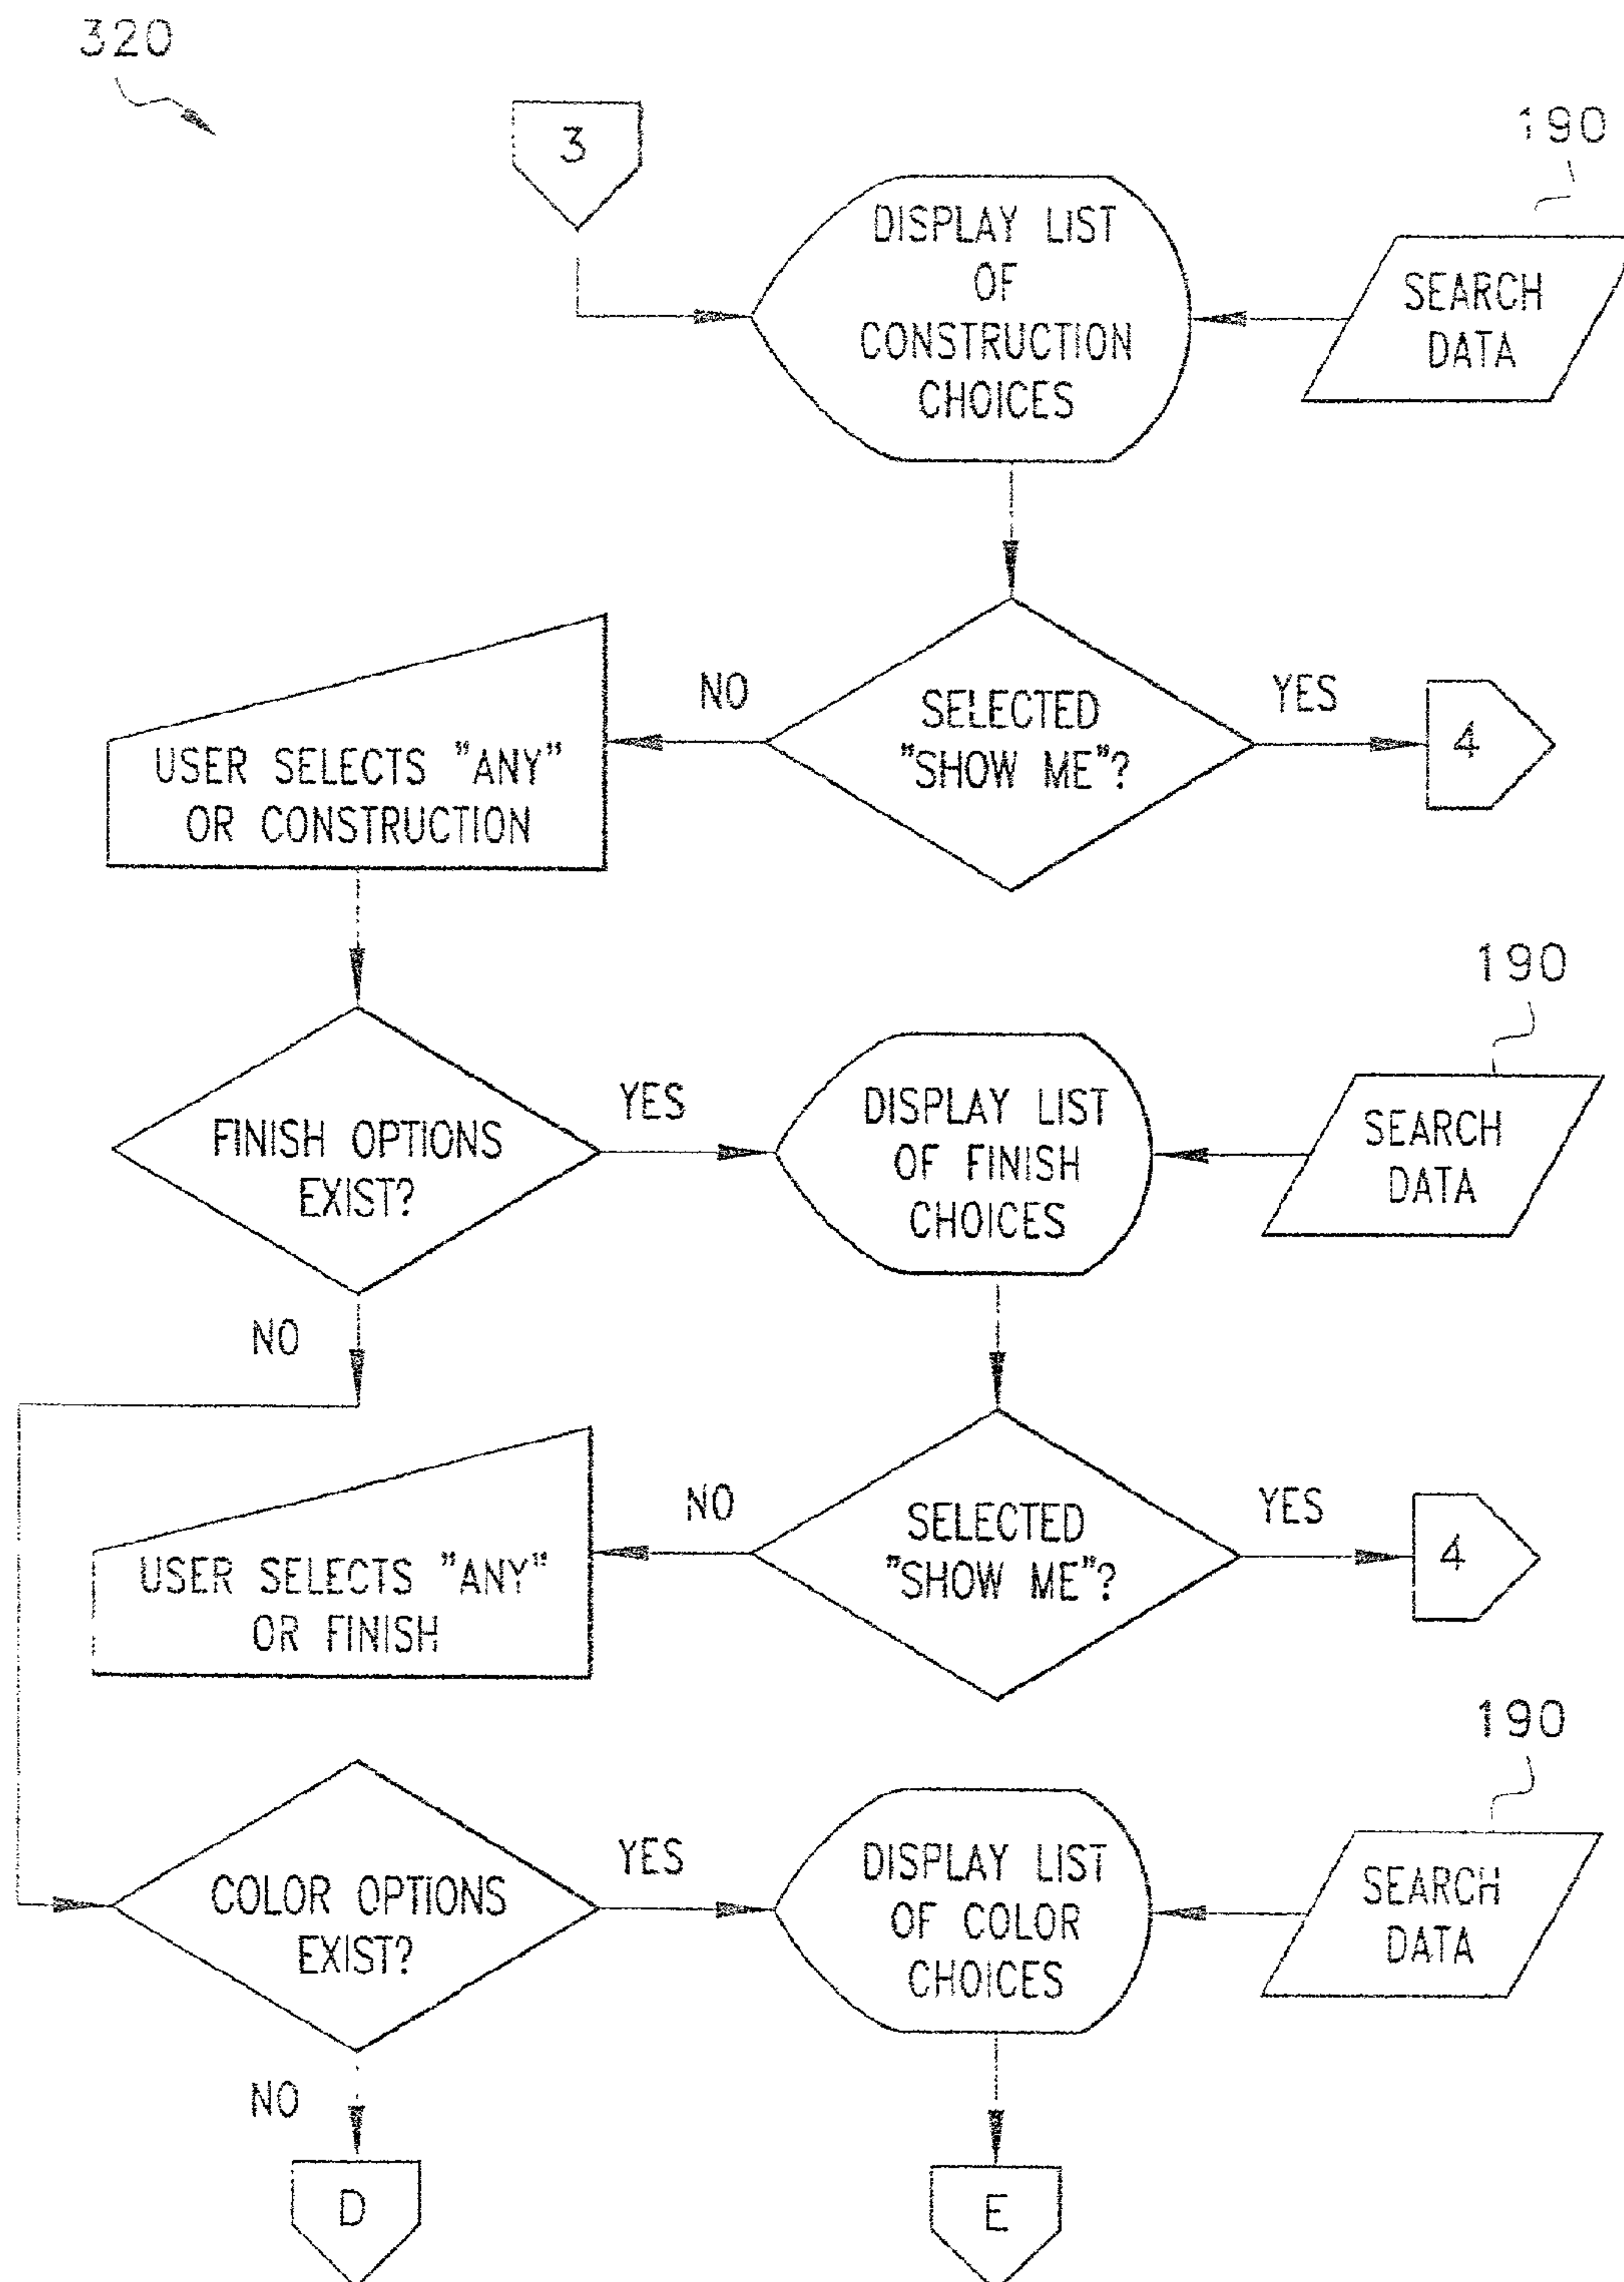 320
3
190
DISPLAY LIST
OF
CONSTRUCTION
CHOICES
SEARCH
DATA
NO
SELECTED
"SHOW ME"?
YES
4
USER SELECTS "ANY"
OR CONSTRUCTION
190
FINISH OPTIONS
EXIST?
YES
DISPLAY LIST
OF FINISH
CHOICES
SEARCH
DATA
NO
NO
SELECTED
"SHOW ME"?
YES
4
USER SELECTS "ANY"
OR FINISH
190
COLOR OPTIONS
EXIST?
YES
DISPLAY LIST
OF COLOR
CHOICES
SEARCH
DATA
NO
D
E